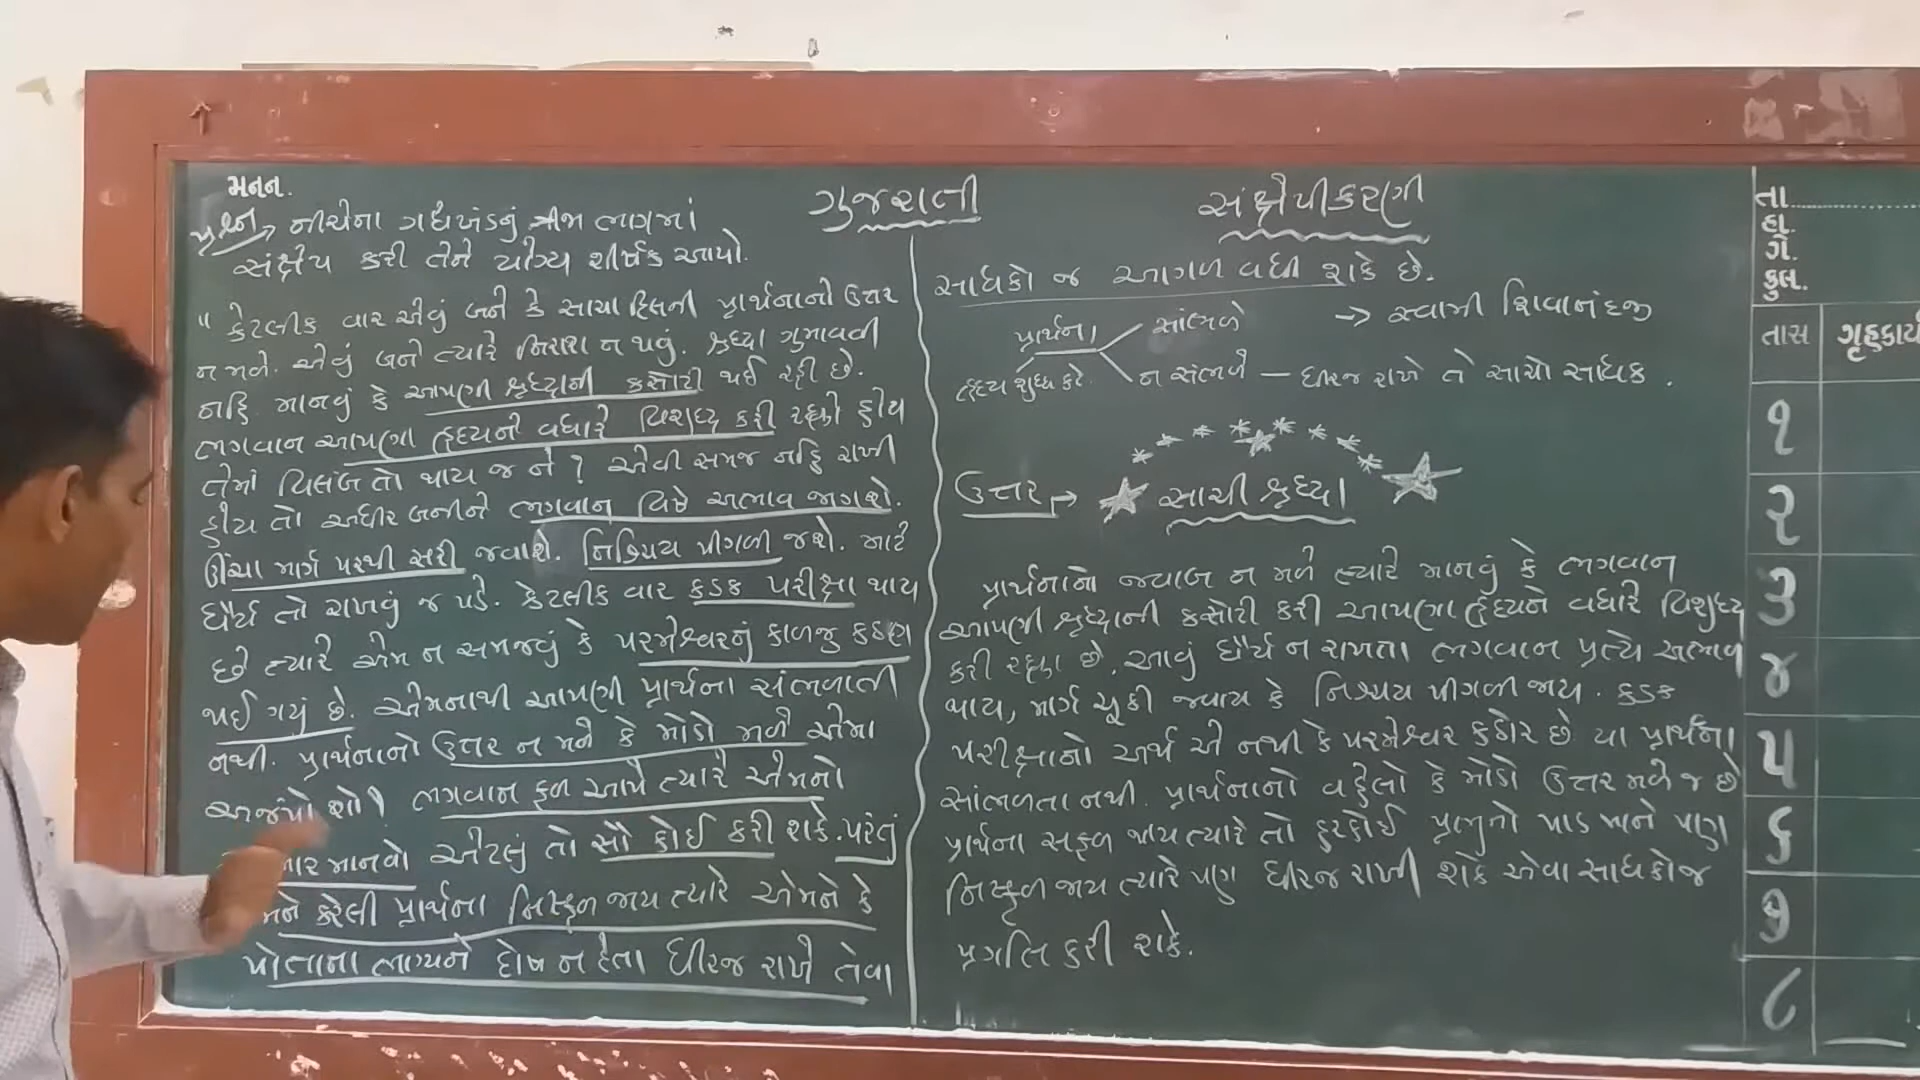 મનન.
ગુજરાતી
સંક્ષેપીકરણ
પ્રશ્ન → નીચેના ગદ્યખંડનું ત્રીજા ભાગમાં
સંક્ષેપ કરી તેને યોગ્ય શીર્ષક આપો.
" કેટલીક વાર એવું બને કે સાચા દિલની પ્રાર્થનાનો ઉત્તર
ન મળે. એવું બને ત્યારે નિરાશ ન થવું. શ્રધ્ધા ગુમાવવી
નહિ. માનવું કે આપણી શ્રધ્ધાની કસોટી થઈ રહી છે.
ભગવાન આપણા હૃદયને વધારે વિશુધ્ધ કરી રહ્યો હોય
તેમાં વિલંબ તો થાય જ ને ? એવી સમજ નહિ રાખી
હોય તો અધીર બનીને ભગવાન વિષે અભાવ જાગશે.
ઊંચા માર્ગ પરથી સરી જવાશે. નિશ્ચિય પીગળી જશે. માટે
ધૈર્ય તો રાખવું જ પડે. કેટલીક વાર કડક પરીક્ષા થાય
છે ત્યારે એમ ન સમજવું કે પરમેશ્વરનું કાળજુ કઠણ
થઈ ગયું છે. એમનાથી આપણી પ્રાર્થના સંભળાતી
નથી. પ્રાર્થનાનો ઉત્તર ન મળે કે મોડો મળે એમા
અજંપો શો? ભગવાન ફળ આપે ત્યારે એમનો
માનવો એટલું તો સૌ કોઈ કરી શકે. પરંતુ
કરેલી પ્રાર્થના નિષ્ફળ જાય ત્યારે એમને કે
પોતાના ભાગ્યને દોષ ન દેતા ધીરજ રાખે તેવા
સાધકો જ આગળ વધી શકે છે.
→ સ્વામી શિવાનંદજી
પ્રાર્થના
સાંભળે
હૃદય શુધ્ધ કરે.
ન સંભળે — ધીરજ રાખે તે સાચો સાધક .
ઉત્તર → સાચી શ્રધ્ધા
પ્રાર્થનાનો જવાબ ન મળે ત્યારે માનવું કે ભગવાન
આપણી શ્રધ્ધાની કસોટી કરી આપણા હૃદયને વધારે વિશુધ્ધ
કરી રહ્યા છે. આવું ધૈર્ય ન રાખતા ભગવાન પ્રત્યે અભાવ
થાય, માર્ગ ચૂકી જવાય કે નિશ્ચય પીગળી જાય . કડક
પરીક્ષાનો અર્થ એ નથી કે પરમેશ્વર કઠોર છે યા પ્રાર્થના
સાંભળતા નથી. પ્રાર્થનાનો વહેલો કે મોડો ઉત્તર મળે જ છે
પ્રાર્થના સફળ થાય ત્યારે તો હરકોઈ પ્રભુનો પાડ માને પણ
નિષ્ફળ જાય ત્યારે પણ ધીરજ રાખી શકે એવા સાધકો જ
પ્રગતિ કરી શકે.
તા...............
હા.
ગે.
કુલ.
તાસ ગૃહકાર્ય
૧
૨
૩
૪
૫
૬
૭
૮